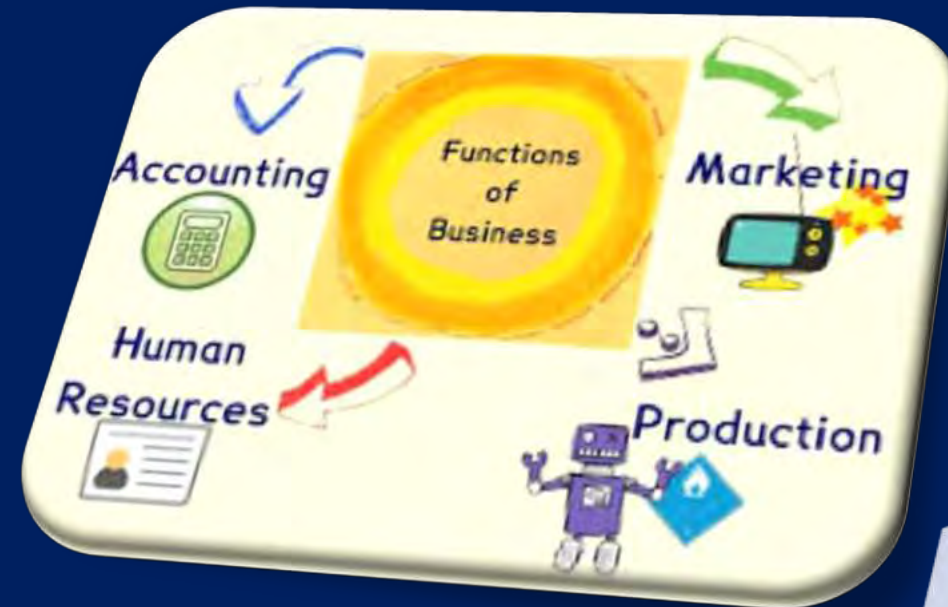 Functions
of
Business
Accounting
Marketing
Human
Resources
Production